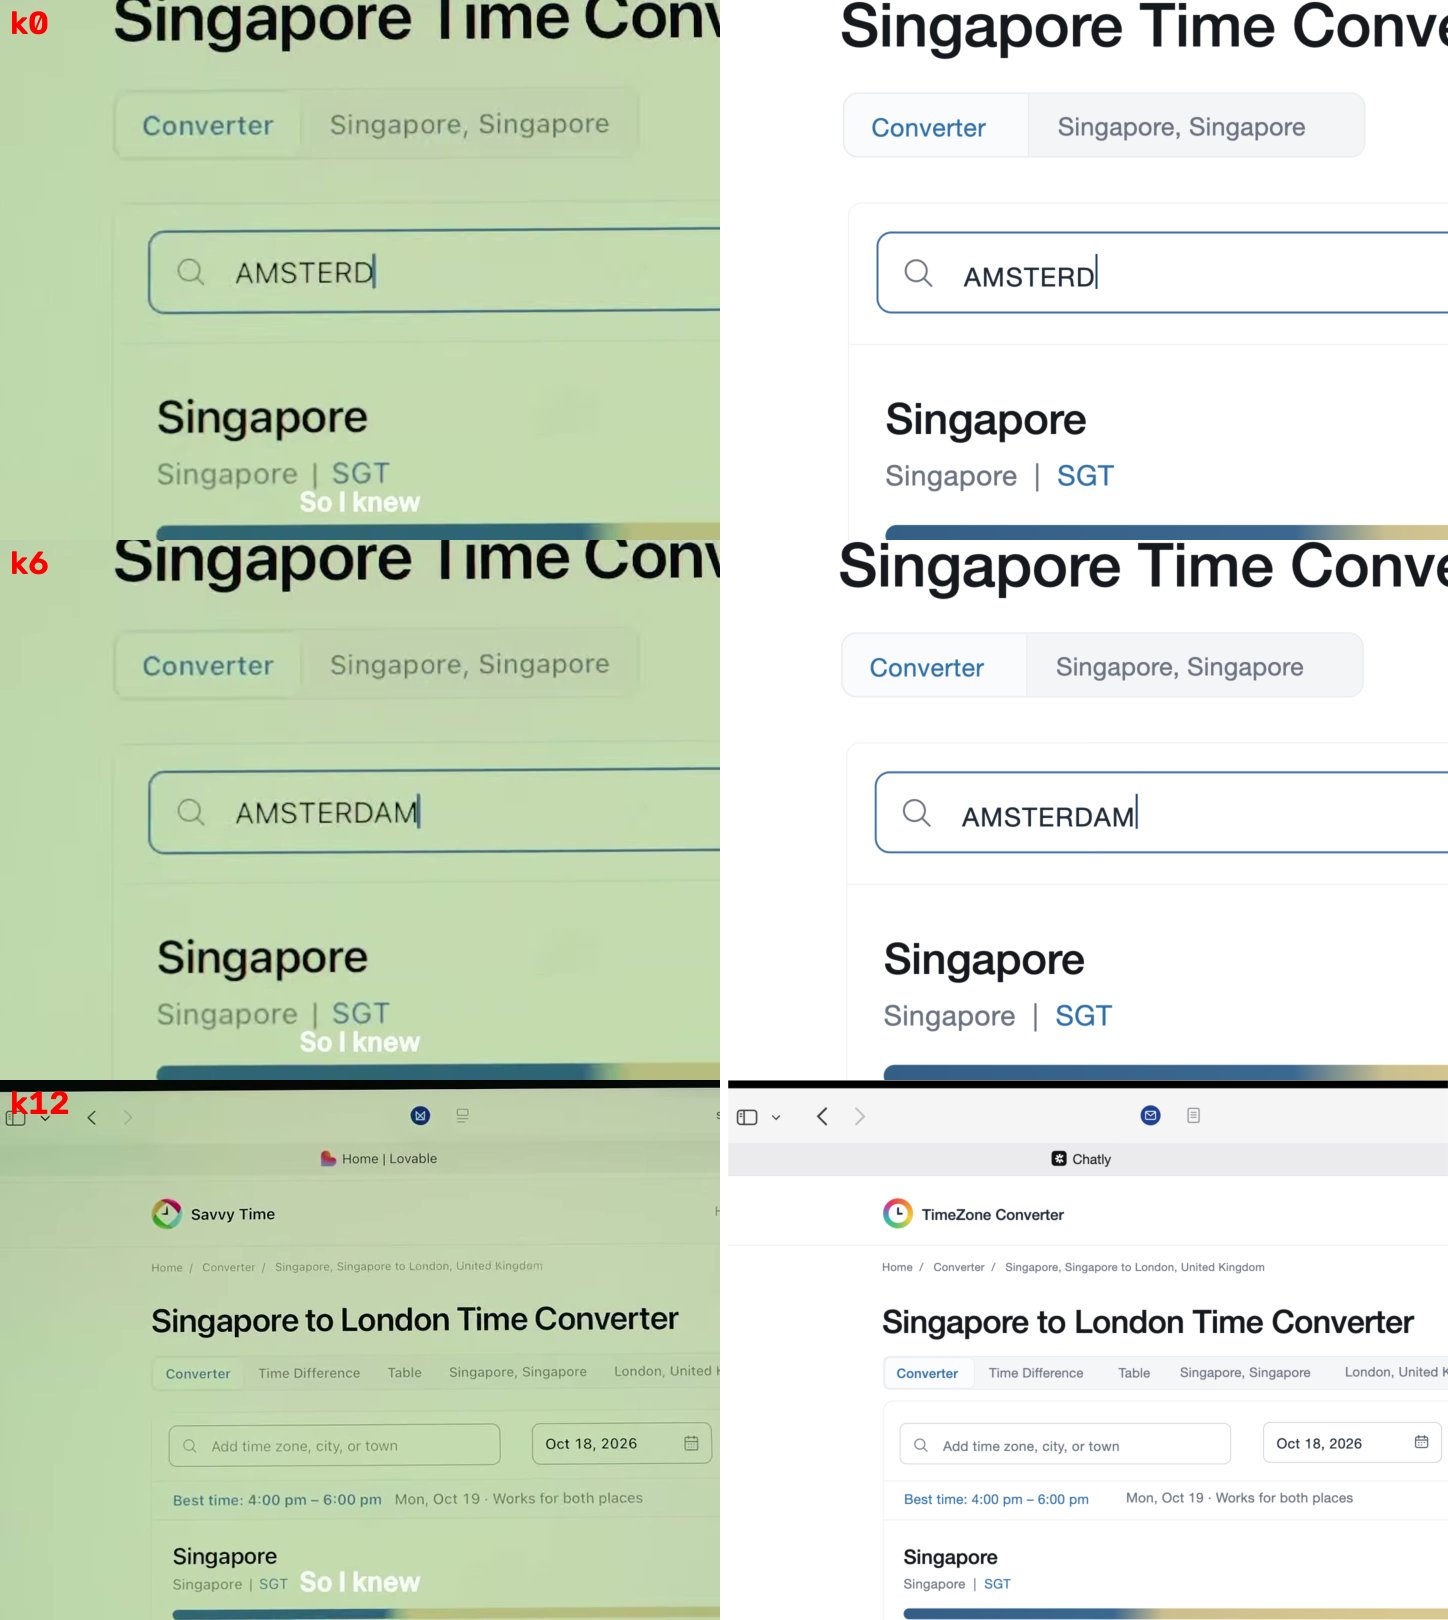 k0
Singapore Time Conv
Converter
Singapore, Singapore
AMSTERD
Singapore
Singapore | SGT
So I knew
Singapore Time Conve
Converter
Singapore, Singapore
AMSTERD
Singapore
Singapore | SGT
k6
Singapore Time Conv
Converter
Singapore, Singapore
AMSTERDAM
Singapore
Singapore | SGT
So I knew
Singapore Time Conve
Converter
Singapore, Singapore
AMSTERDAM
Singapore
Singapore | SGT
k12
Home | Lovable
Savvy Time
Home / Converter / Singapore, Singapore to London, United Kingdom
Singapore to London Time Converter
Converter Time Difference Table Singapore, Singapore London, United K
Add time zone, city, or town
Oct 18, 2026
Best time: 4:00 pm – 6:00 pm Mon, Oct 19 · Works for both places
Singapore
Singapore | SGT
So I knew
Chatly
TimeZone Converter
Home / Converter / Singapore, Singapore to London, United Kingdom
Singapore to London Time Converter
Converter Time Difference Table Singapore, Singapore London, United K
Add time zone, city, or town
Oct 18, 2026
Best time: 4:00 pm – 6:00 pm Mon, Oct 19 · Works for both places
Singapore
Singapore | SGT